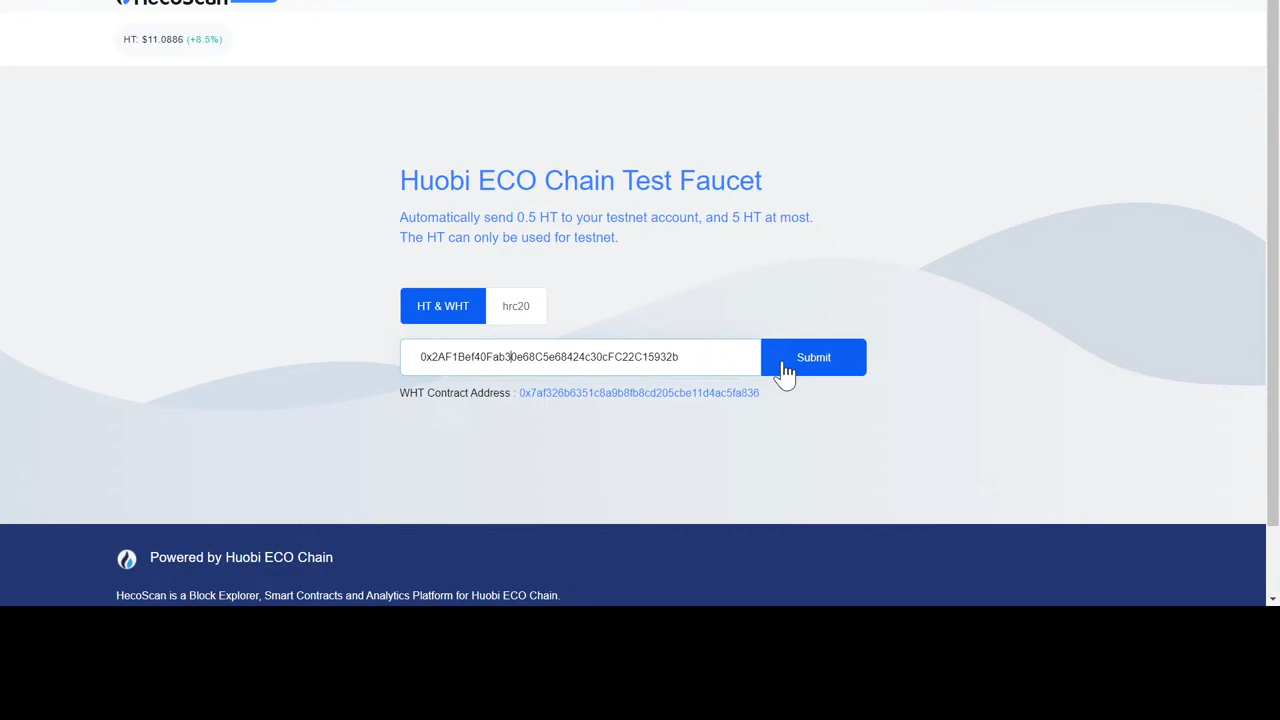 HecoScan
HT: $11.0886 (+8.5%)
Huobi ECO Chain Test Faucet
Automatically send 0.5 HT to your testnet account, and 5 HT at most.
The HT can only be used for testnet.
HT & WHT hrc20
0x2AF1Bef40Fab30e68C5e68424c30cFC22C15932b Submit
WHT Contract Address : 0x7af326b6351c8a9b8fb8cd205cbe11d4ac5fa836
Powered by Huobi ECO Chain
HecoScan is a Block Explorer, Smart Contracts and Analytics Platform for Huobi ECO Chain.